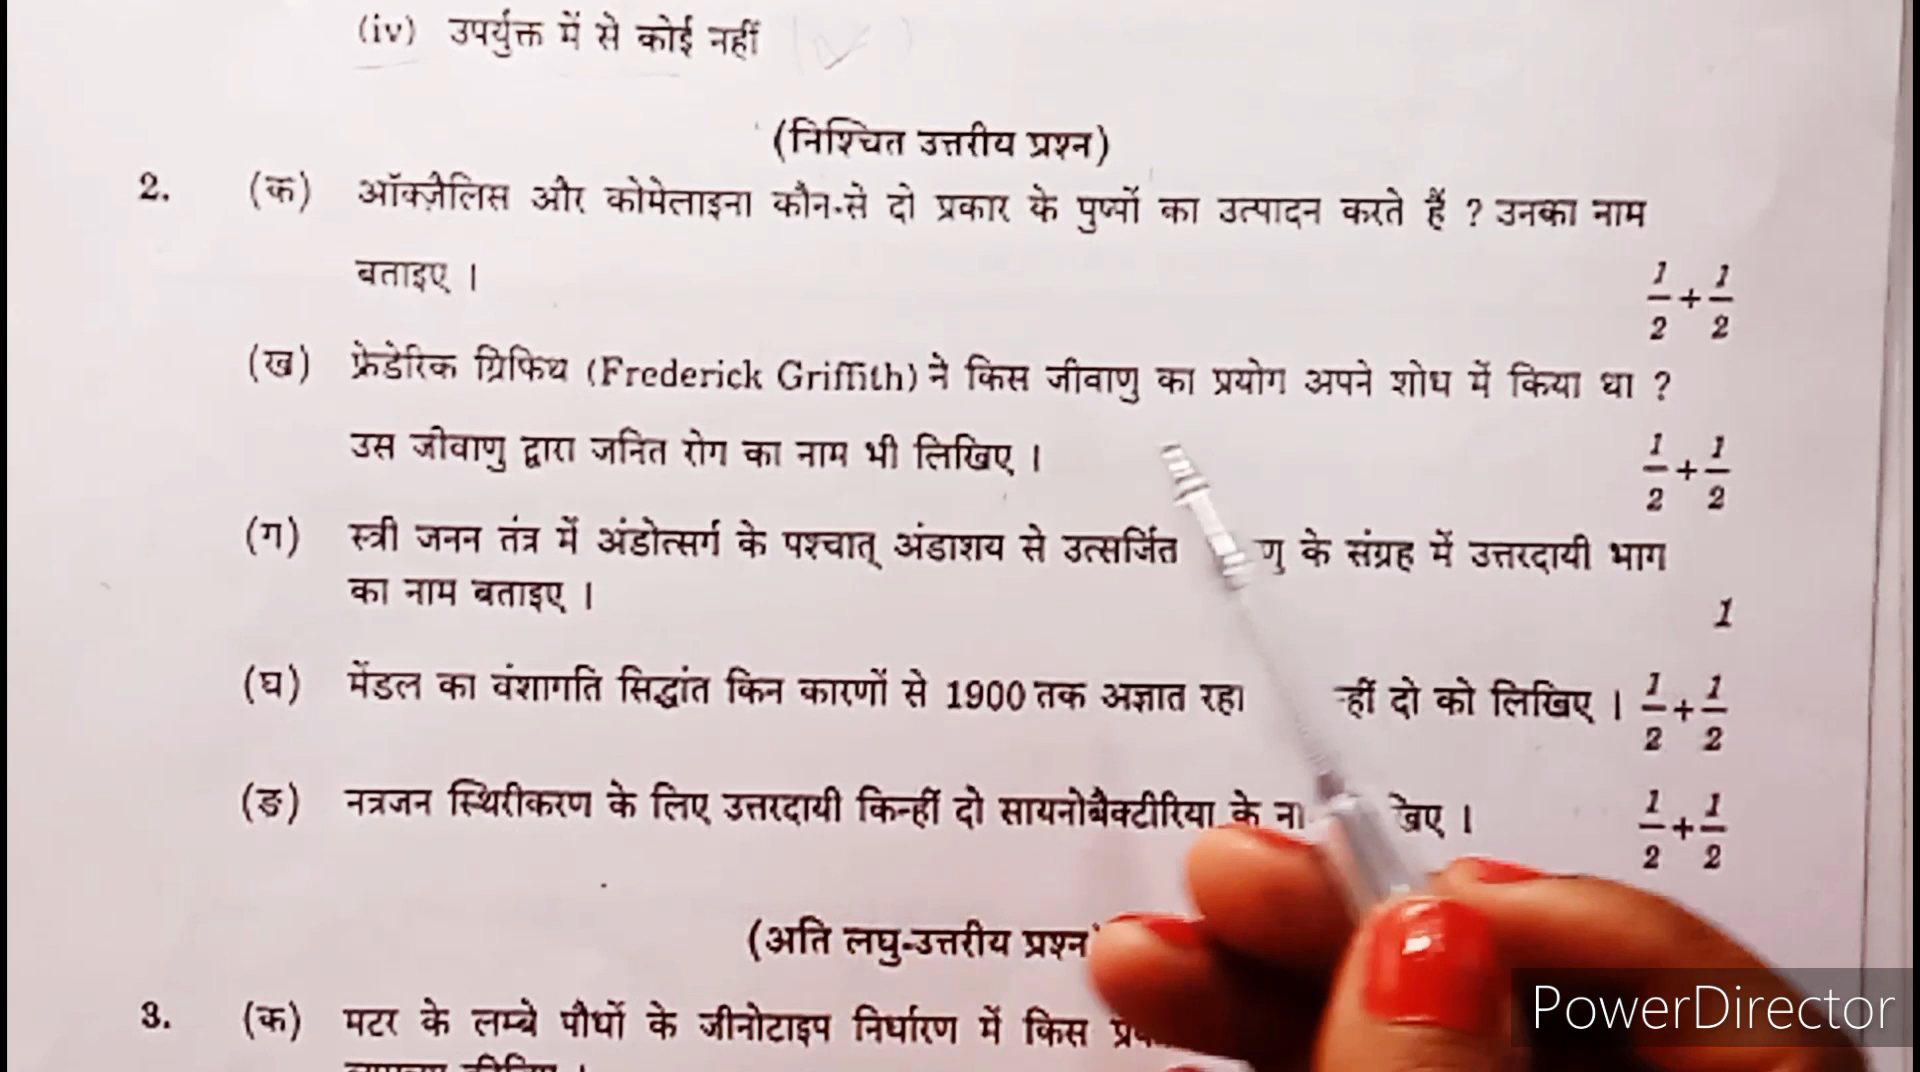 (iv) उपर्युक्त में से कोई नहीं
(निश्चित उत्तरीय प्रश्न)
2. (क) ऑक्ज़ैलिस और कोमेलाइना कौन-से दो प्रकार के पुष्पों का उत्पादन करते हैं ? उनका नाम
बताइए । 1/2 + 1/2
(ख) फ्रेडेरिक ग्रिफिथ (Frederick Griffith) ने किस जीवाणु का प्रयोग अपने शोध में किया था ?
उस जीवाणु द्वारा जनित रोग का नाम भी लिखिए । 1/2 + 1/2
(ग) स्त्री जनन तंत्र में अंडोत्सर्ग के पश्चात् अंडाशय से उत्सर्जित के संग्रह में उत्तरदायी भाग
का नाम बताइए । 1
(घ) मेंडल का वंशागति सिद्धांत किन कारणों से 1900 तक अज्ञात रहा दो को लिखिए । 1/2 + 1/2
(ङ) नत्रजन स्थिरीकरण के लिए उत्तरदायी किन्हीं दो सायनोबैक्टीरिया के । 1/2 + 1/2
(अति लघु-उत्तरीय प्रश्न
3. (क) मटर के लम्बे पौधों के जीनोटाइप निर्धारण में किस
PowerDirector